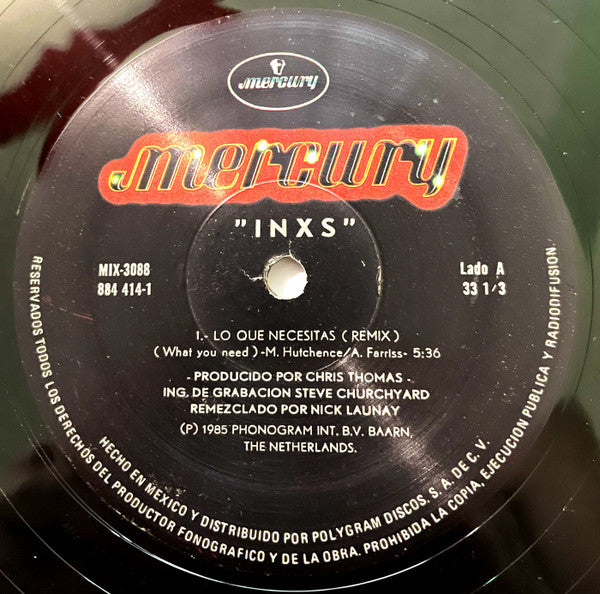 mercury
mercury
"INXS"
MIX-3088
884 414-1
Lado A
33 1/3
1.- LO QUE NECESITAS ( REMIX )
( What you need ) -M. Hutchence/A. Farriss- 5:36
- PRODUCIDO POR CHRIS THOMAS -
ING. DE GRABACION STEVE CHURCHYARD
REMEZCLADO POR NICK LAUNAY
(P) 1985 PHONOGRAM INT. B.V. BAARN,
THE NETHERLANDS.
RESERVADOS TODOS LOS DERECHOS DEL PRODUCTOR FONOGRAFICO Y DE LA OBRA. PROHIBIDA LA COPIA, EJECUCION PUBLICA Y RADIODIFUSION.
HECHO EN MEXICO Y DISTRIBUIDO POR POLYGRAM DISCOS, S. A. DE C. V.